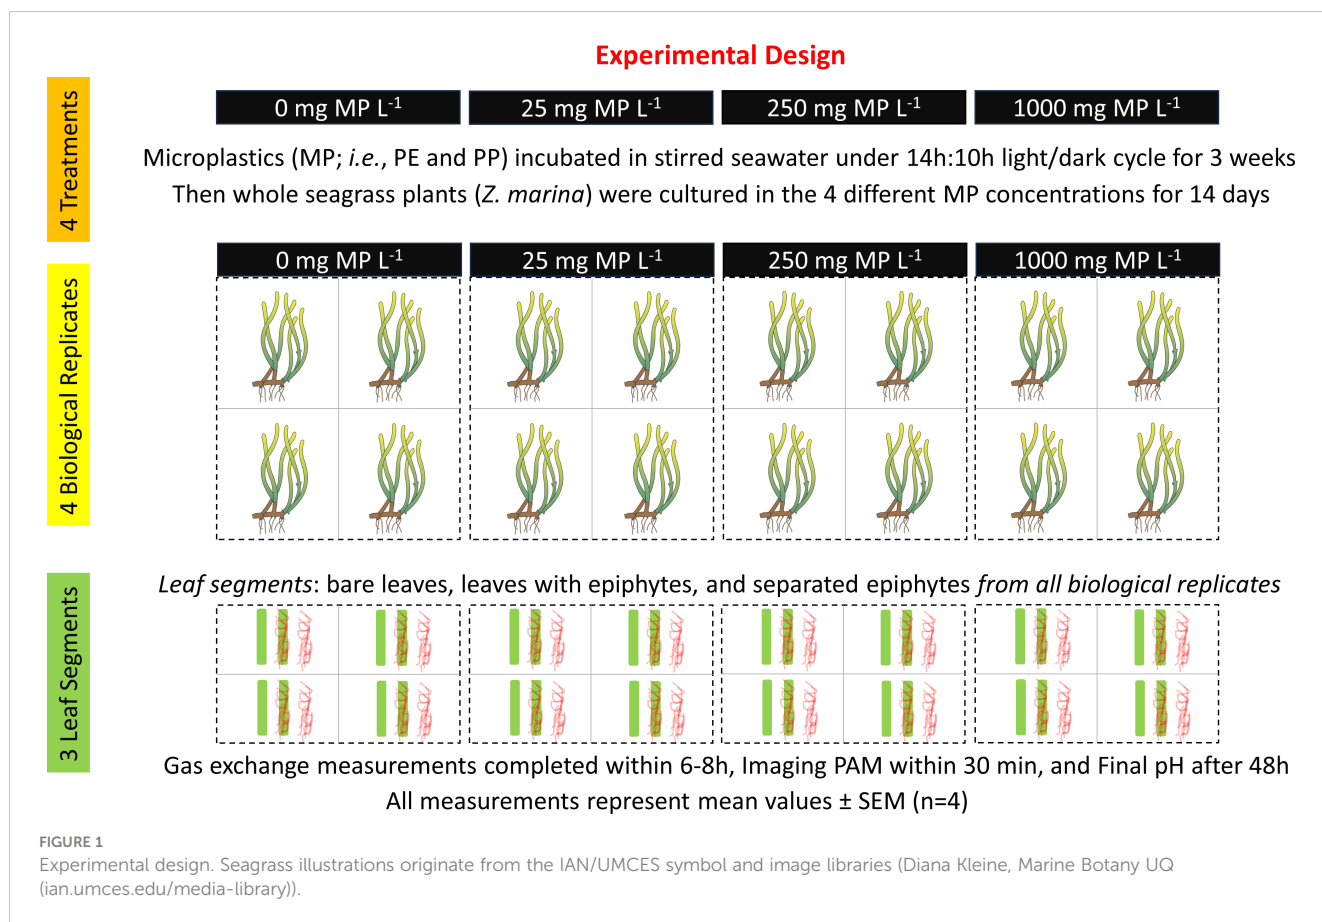 Experimental Design
4 Treatments
0 mg MP L⁻¹ 25 mg MP L⁻¹ 250 mg MP L⁻¹ 1000 mg MP L⁻¹
Microplastics (MP; i.e., PE and PP) incubated in stirred seawater under 14h:10h light/dark cycle for 3 weeks
Then whole seagrass plants (Z. marina) were cultured in the 4 different MP concentrations for 14 days
4 Biological Replicates
0 mg MP L⁻¹ 25 mg MP L⁻¹ 250 mg MP L⁻¹ 1000 mg MP L⁻¹
3 Leaf Segments
Leaf segments: bare leaves, leaves with epiphytes, and separated epiphytes from all biological replicates
Gas exchange measurements completed within 6-8h, Imaging PAM within 30 min, and Final pH after 48h
All measurements represent mean values ± SEM (n=4)
FIGURE 1
Experimental design. Seagrass illustrations originate from the IAN/UMCES symbol and image libraries (Diana Kleine, Marine Botany UQ
(ian.umces.edu/media-library)).